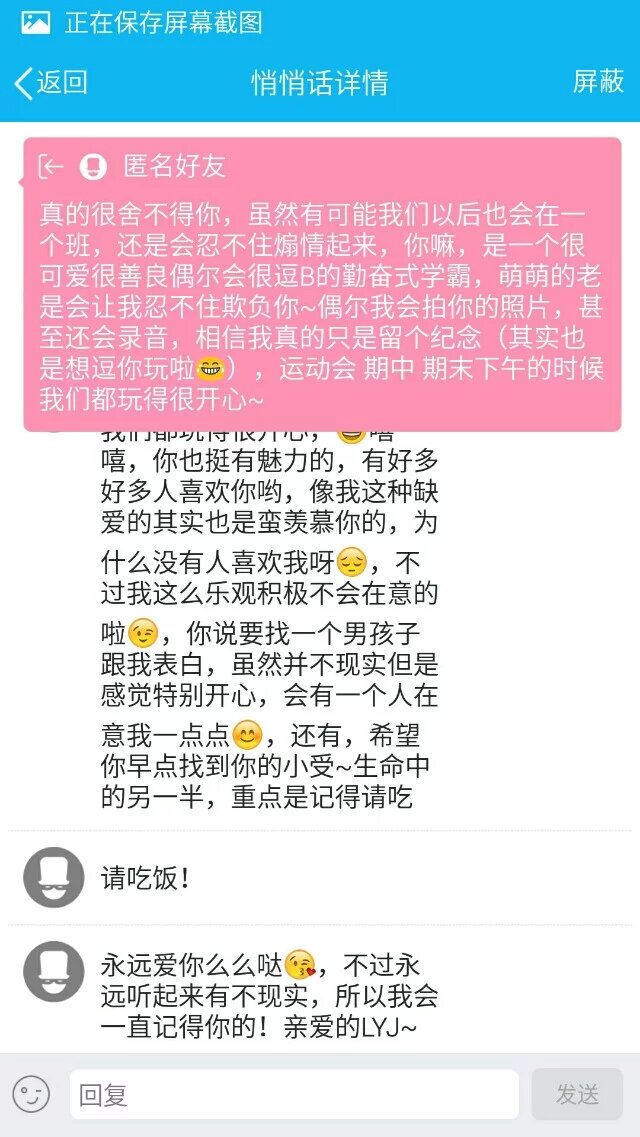 正在保存屏幕截图
返回
悄悄话详情
屏蔽
匿名好友
真的很舍不得你，虽然有可能我们以后也会在一
个班，还是会忍不住煽情起来，你嘛，是一个很
可爱很善良偶尔会很逗B的勤奋式学霸，萌萌的老
是会让我忍不住欺负你~偶尔我会拍你的照片，甚
至还会录音，相信我真的只是留个纪念（其实也
是想逗你玩啦😁），运动会 期中 期末下午的时候
我们都玩得很开心~
我们都玩得很开心，😄嘻
嘻，你也挺有魅力的，有好多
好多人喜欢你哟，像我这种缺
爱的其实也是蛮羡慕你的，为
什么没有人喜欢我呀😔，不
过我这么乐观积极不会在意的
啦😉，你说要找一个男孩子
跟我表白，虽然并不现实但是
感觉特别开心，会有一个人在
意我一点点😊，还有，希望
你早点找到你的小受~生命中
的另一半，重点是记得请吃
请吃饭！
永远爱你么么哒😘，不过永
远听起来有不现实，所以我会
一直记得你的！亲爱的LYJ~
回复
发送